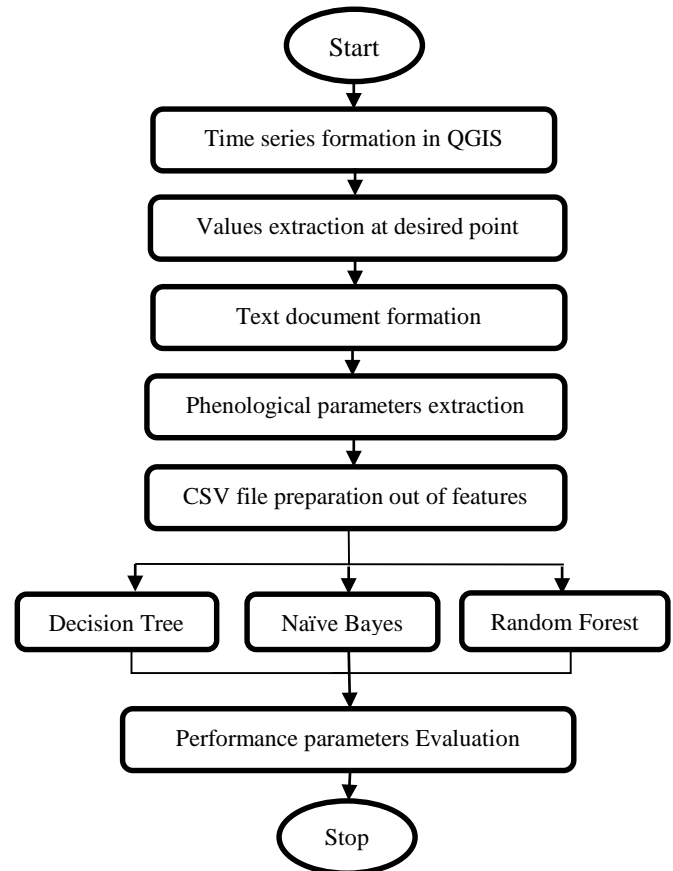 Start
Time series formation in QGIS
Values extraction at desired point
Text document formation
Phenological parameters extraction
CSV file preparation out of features
Decision Tree
Naïve Bayes
Random Forest
Performance parameters Evaluation
Stop